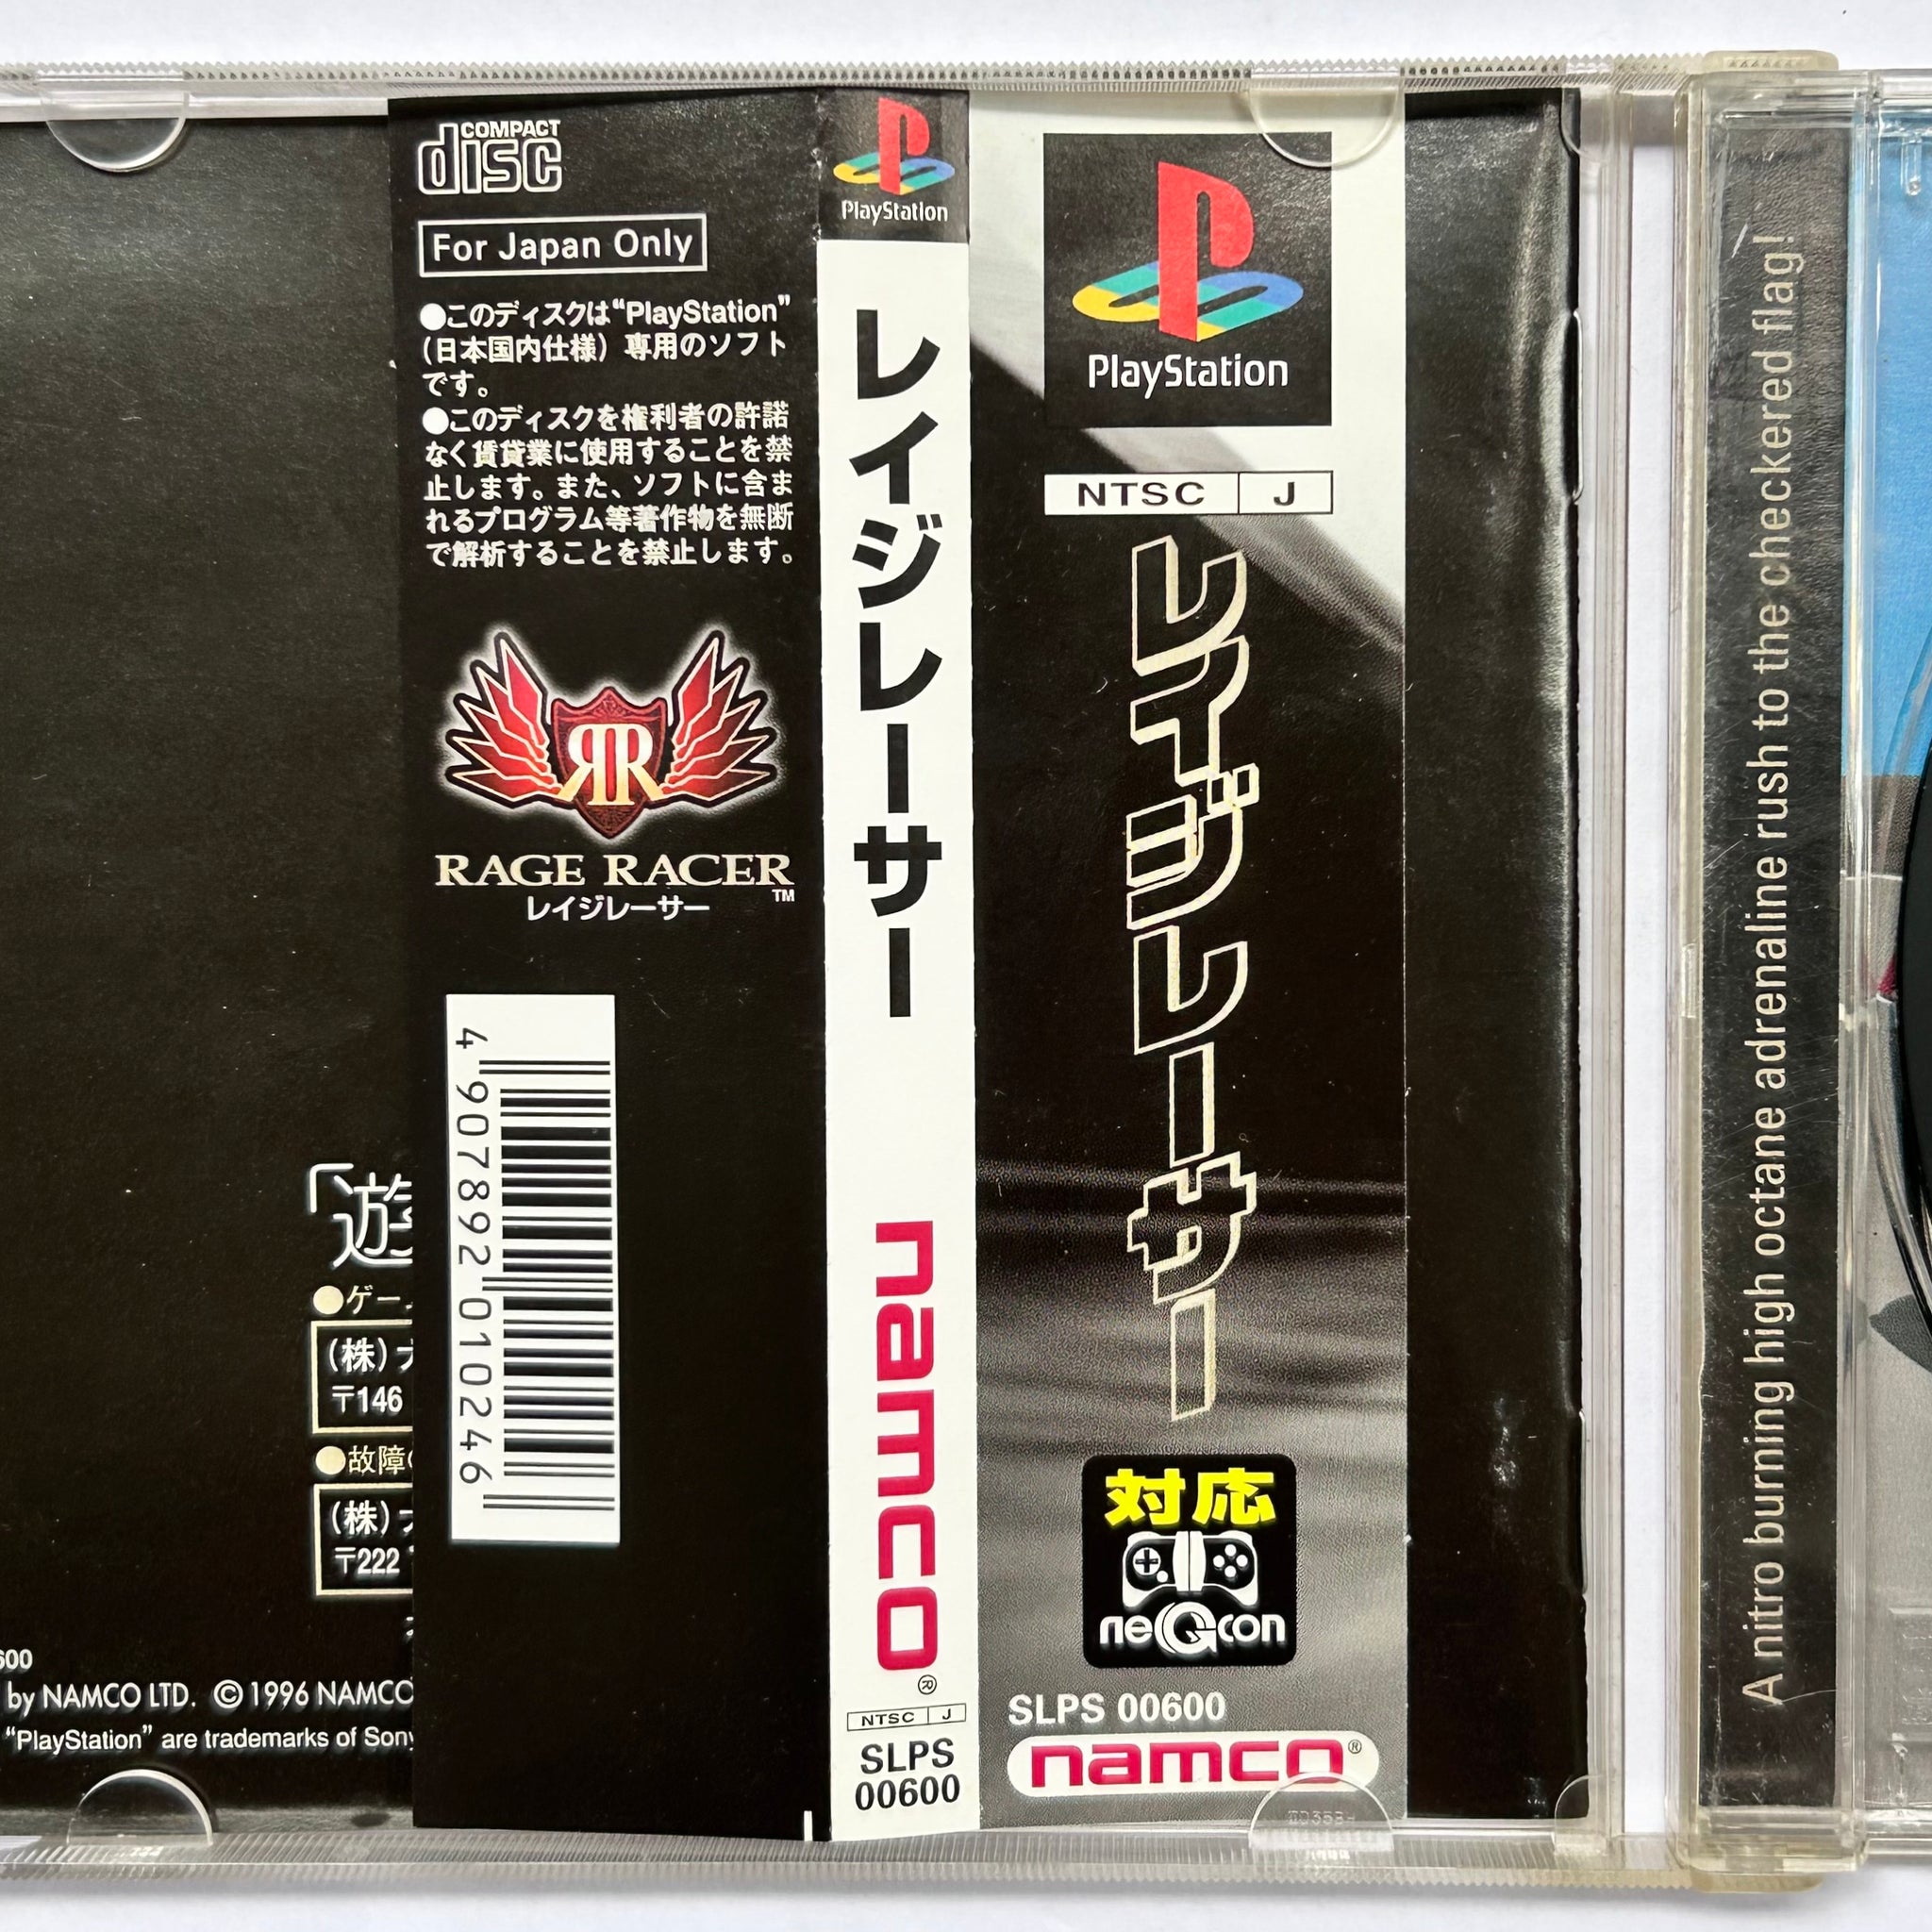 COMPACT
disc
For Japan Only
●このディスクは“PlayStation”
(日本国内仕様) 専用のソフト
です。
●このディスクを権利者の許諾
なく賃貸業に使用することを禁
止します。また、ソフトに含ま
れるプログラム等著作物を無断
で解析することを禁止します。
RR
RAGE RACER
TM
レイジレーサー
4 907892 010246
「遊
●ゲー
(株)
〒146
●故障
(株)
〒222
600
by NAMCO LTD. © 1996 NAMCO
“PlayStation” are trademarks of Sony
PlayStation
レイジレーサー
namco®
NTSC J
SLPS
00600
PlayStation
NTSC J
レイジレーサー
対応
neGcon
SLPS 00600
namco®
A nitro burning high octane adrenaline rush to the checkered flag!